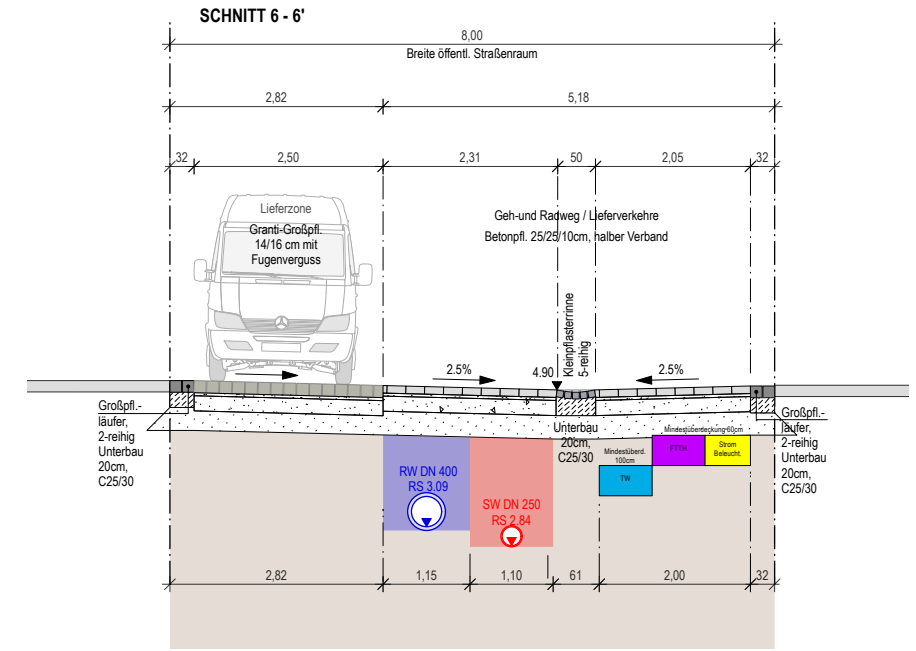 SCHNITT 6 - 6'
8,00
Breite öffentl. Straßenraum
2,82
5,18
32
2,50
2,31
50
2,05
32
Lieferzone
Granti-Großpfl.
14/16 cm mit
Fugenverguss
Geh-und Radweg / Lieferverkehre
Betonpfl. 25/25/10cm, halber Verband
Kleinpflasterrinne
5-reihig
2.5%
4.90
2.5%
Großpfl.-
läufer,
2-reihig
Unterbau
20cm,
C25/30
Unterbau
20cm,
C25/30
Großpfl.-
läufer,
2-reihig
Unterbau
20cm,
C25/30
Mindestüberdeckung 60cm
Mindestüberd.
100cm
FTTH
Strom
Beleucht.
TW
RW DN 400
RS 3.09
SW DN 250
RS 2.84
2,82
1,15
1,10
61
2,00
32